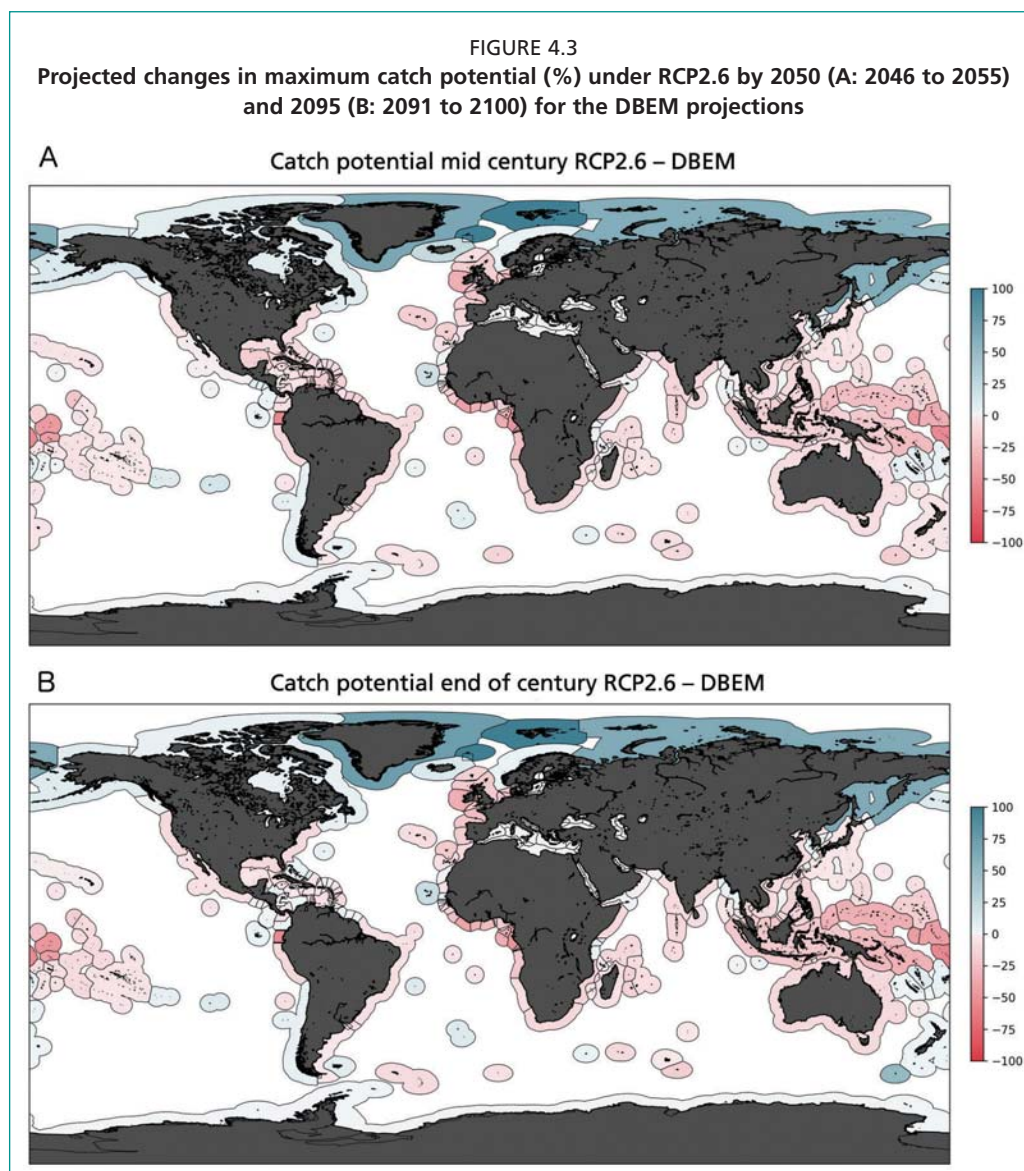 FIGURE 4.3
Projected changes in maximum catch potential (%) under RCP2.6 by 2050 (A: 2046 to 2055)
and 2095 (B: 2091 to 2100) for the DBEM projections
A
Catch potential mid century RCP2.6 – DBEM
100
75
50
25
0
−25
−50
−75
−100
B
Catch potential end of century RCP2.6 – DBEM
100
75
50
25
0
−25
−50
−75
−100